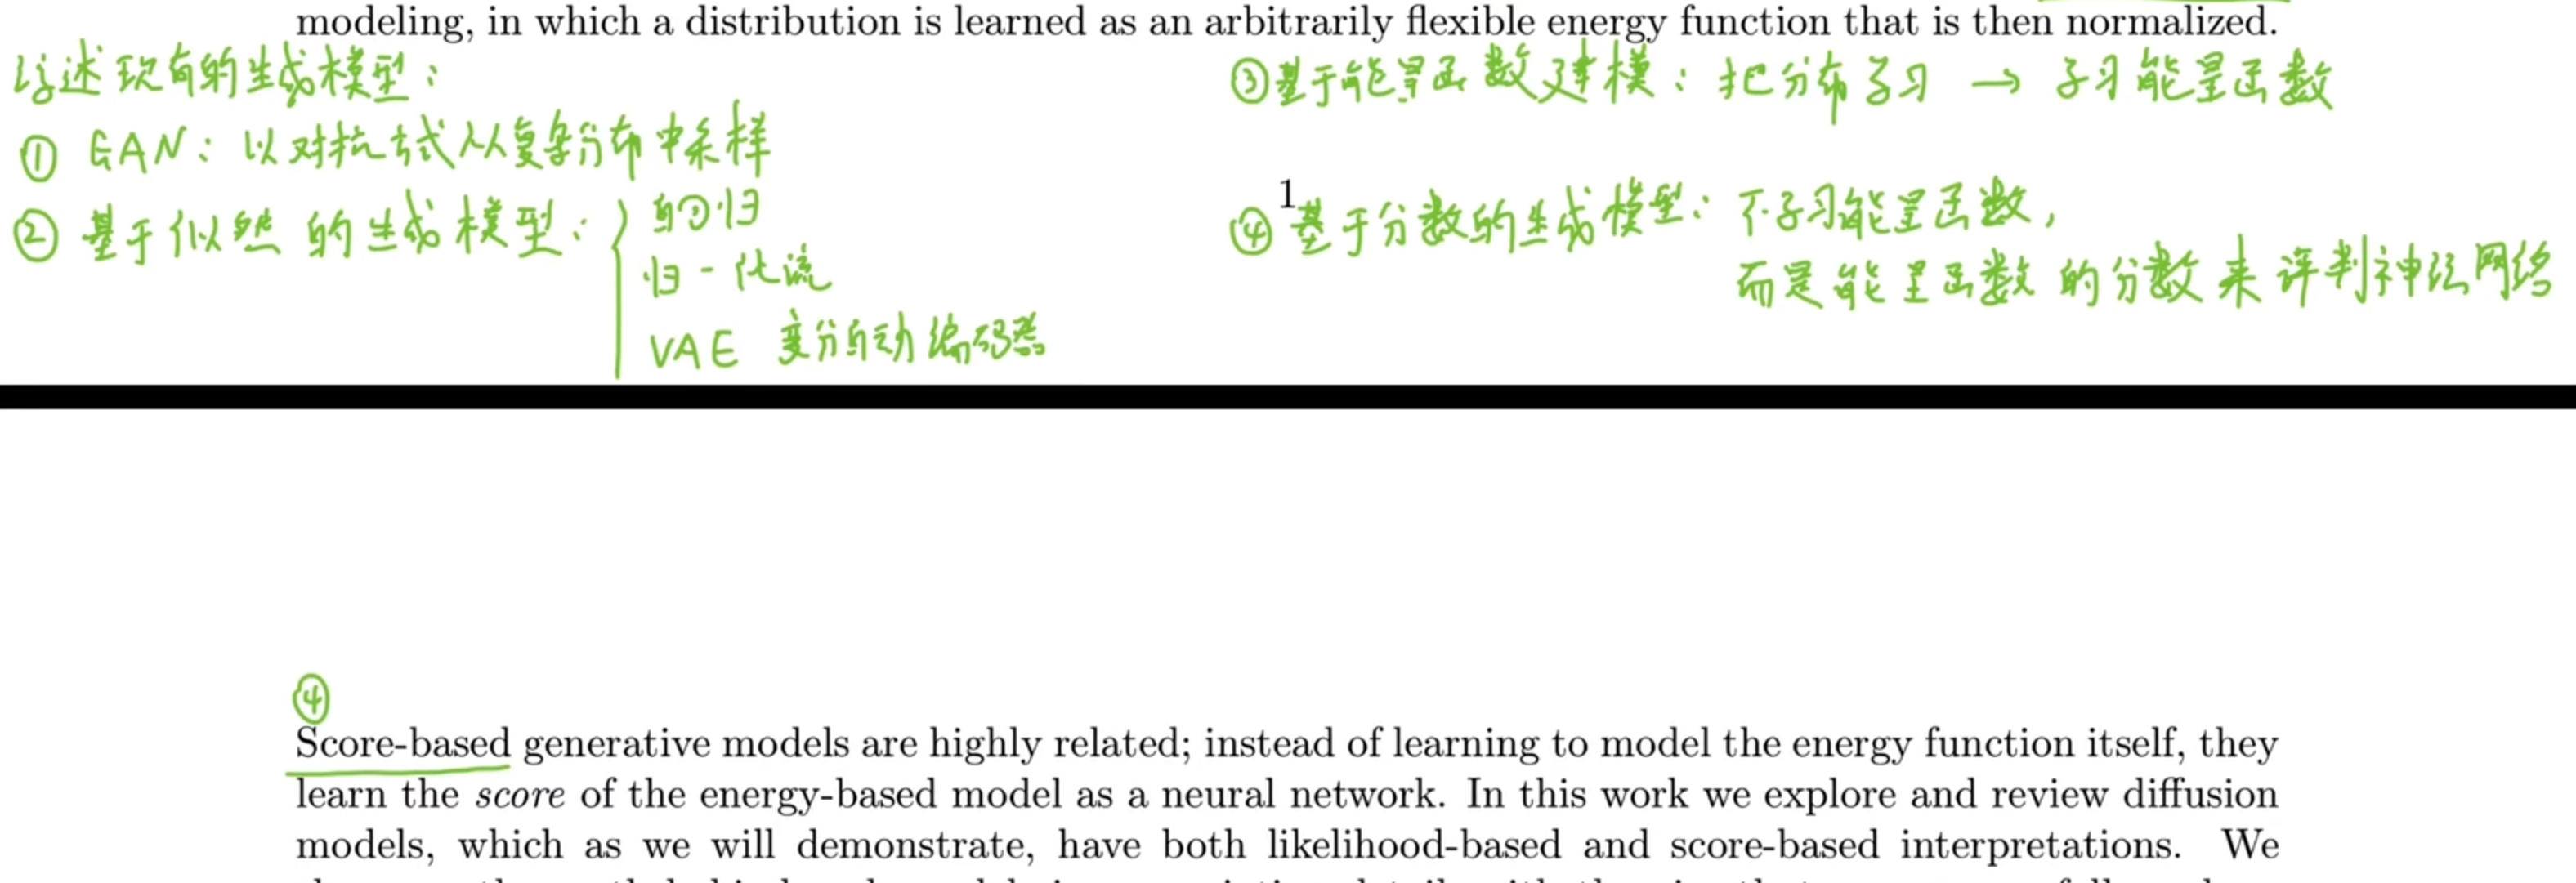 modeling, in which a distribution is learned as an arbitrarily flexible energy function that is then normalized.
综述现有的生成模型：
① GAN：以对抗方式从复杂分布中采样
② 基于似然的生成模型：
自回归
归一化流
VAE 变分自动编码器
③基于能量函数建模：把分布学习 → 学习能量函数
1
④基于分数的生成模型：不学习能量函数，
而是能量函数的分数来评判神经网络
④
Score-based generative models are highly related; instead of learning to model the energy function itself, they
learn the score of the energy-based model as a neural network. In this work we explore and review diffusion
models, which as we will demonstrate, have both likelihood-based and score-based interpretations. We